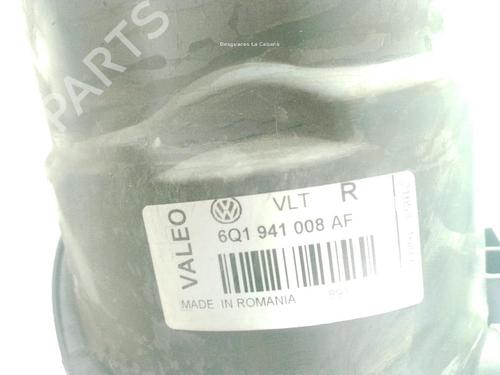 Desguaces La Cabaña
PARTS
VALEO
VLT R
6Q1 941 008 AF
MADE IN ROMANIA